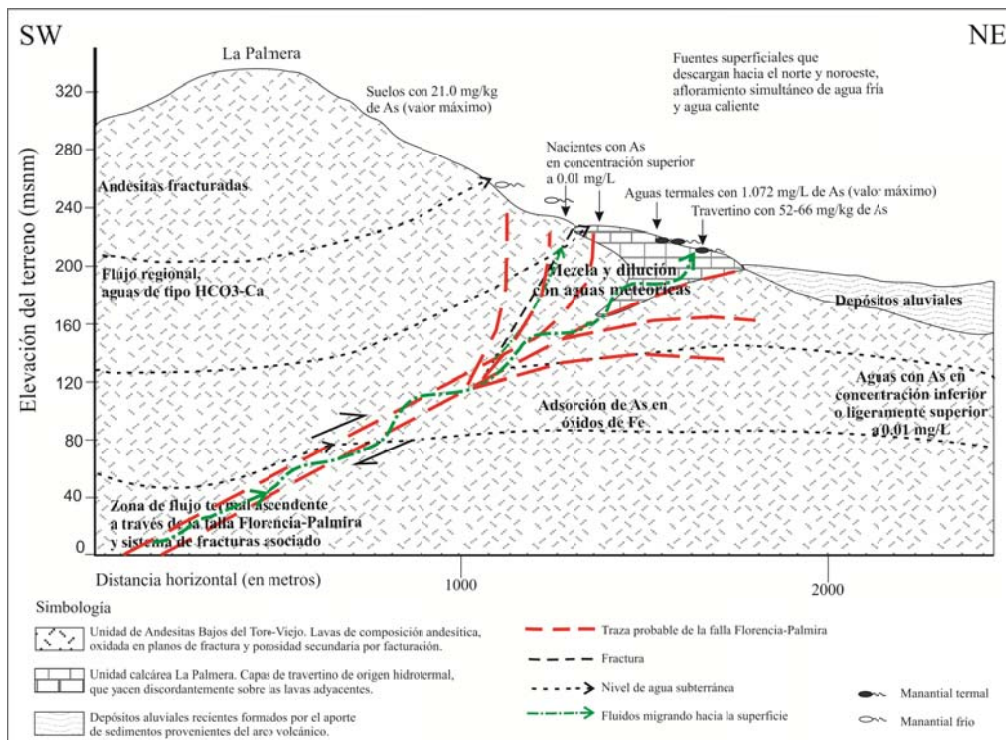 SW
NE
La Palmera
Fuentes superficiales que
descargan hacia el norte y noroeste,
afloramiento simultáneo de agua fría
y agua caliente
Suelos con 21.0 mg/kg
de As (valor máximo)
Nacientes con As
en concentración superior
a 0.01 mg/L
Aguas termales con 1.072 mg/L de As (valor máximo)
Travertino con 52-66 mg/kg de As
Elevación del terreno (msnm)
320
280
240
200
160
120
80
40
0
Andesitas fracturadas
Flujo regional,
aguas de tipo HCO3-Ca
Mezcla y dilución
con aguas meteóricas
Depósitos aluviales
Aguas con As en
concentración inferior
o ligeramente superior
a 0.01 mg/L
Adsorción de As en
óxidos de Fe
Zona de flujo termal ascendente
a través de la falla Florencia-Palmira
y sistema de fracturas asociado
Distancia horizontal (en metros)
1000
2000
Simbología
Unidad de Andesitas Bajos del Toro-Viejo. Lavas de composición andesítica,
oxidada en planos de fractura y porosidad secundaria por facturación.
Unidad calcárea La Palmera. Capas de travertino de origen hidrotermal,
que yacen discordantemente sobre las lavas adyacentes.
Depósitos aluviales recientes formados por el aporte
de sedimentos provenientes del arco volcánico.
Traza probable de la falla Florencia-Palmira
Fractura
Nivel de agua subterránea
Fluidos migrando hacia la superficie
Manantial termal
Manantial frío